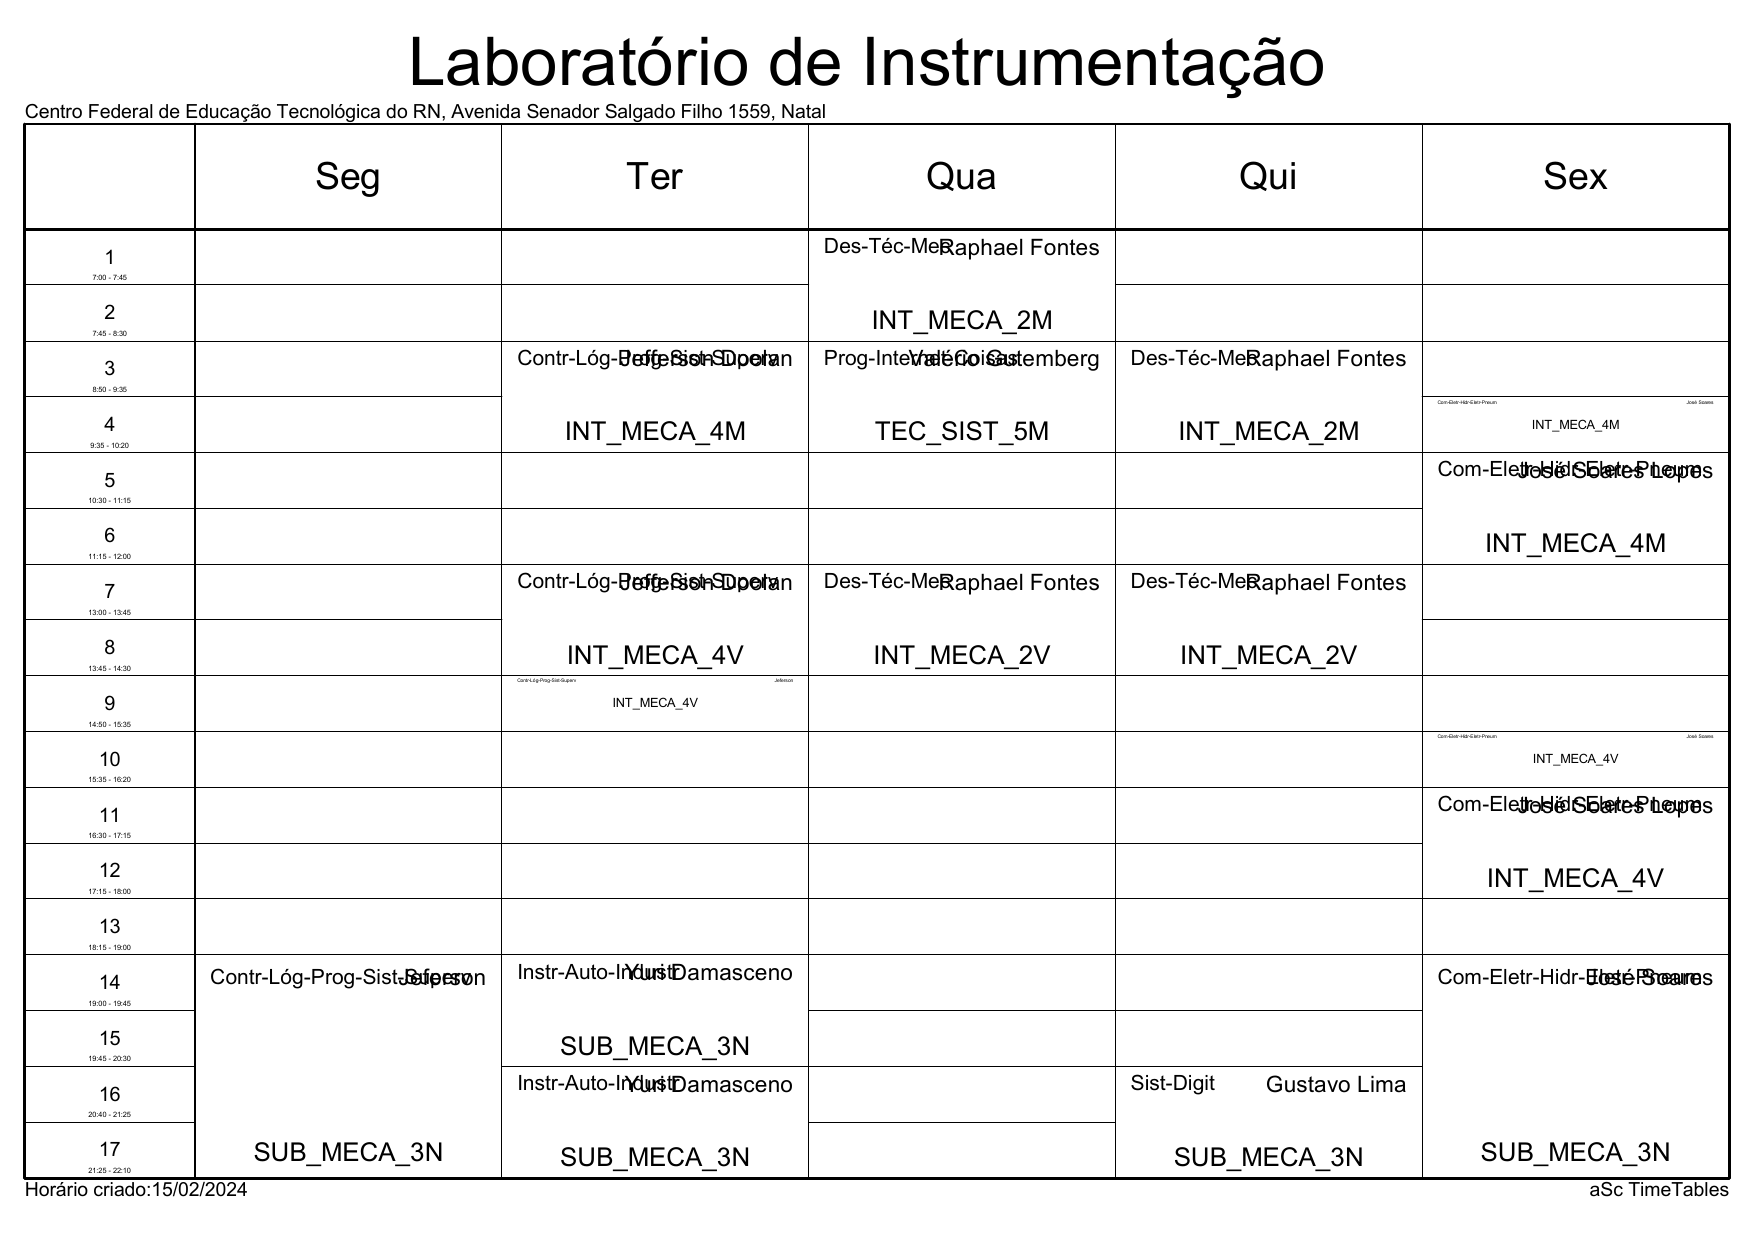 Laboratório de Instrumentação
Centro Federal de Educação Tecnológica do RN, Avenida Senador Salgado Filho 1559, Natal
Seg Ter Qua Qui Sex
1
7:00 - 7:45
Des-Téc-Mec Raphael Fontes
INT_MECA_2M
2
7:45 - 8:30
3
8:50 - 9:35
Contr-Lóg-Prog-Sist-Superv Jefferson Doolan
Prog-Internet Coisas Valério Gutemberg
Des-Téc-Mec Raphael Fontes
INT_MECA_4M TEC_SIST_5M INT_MECA_2M
4
9:35 - 10:20
Com-Eletr-Hidr-Eletr-Pneum José Soares
INT_MECA_4M
5
10:30 - 11:15
Com-Eletr-Hidr-Eletr-Pneum José Soares Lopes
INT_MECA_4M
6
11:15 - 12:00
7
13:00 - 13:45
Contr-Lóg-Prog-Sist-Superv Jefferson Doolan
Des-Téc-Mec Raphael Fontes
Des-Téc-Mec Raphael Fontes
INT_MECA_4V INT_MECA_2V INT_MECA_2V
8
13:45 - 14:30
9
14:50 - 15:35
Contr-Lóg-Prog-Sist-Superv Jeferson
INT_MECA_4V
10
15:35 - 16:20
Com-Eletr-Hidr-Eletr-Pneum José Soares
INT_MECA_4V
11
16:30 - 17:15
Com-Eletr-Hidr-Eletr-Pneum José Soares Lopes
INT_MECA_4V
12
17:15 - 18:00
13
18:15 - 19:00
14
19:00 - 19:45
Contr-Lóg-Prog-Sist-Superv Jeferson
Instr-Auto-Industr Yuri Damasceno
Com-Eletr-Hidr-Eletr-Pneum José Soares
SUB_MECA_3N
15
19:45 - 20:30
16
20:40 - 21:25
Instr-Auto-Industr Yuri Damasceno
Sist-Digit Gustavo Lima
17
21:25 - 22:10
SUB_MECA_3N SUB_MECA_3N SUB_MECA_3N SUB_MECA_3N
Horário criado:15/02/2024
aSc TimeTables